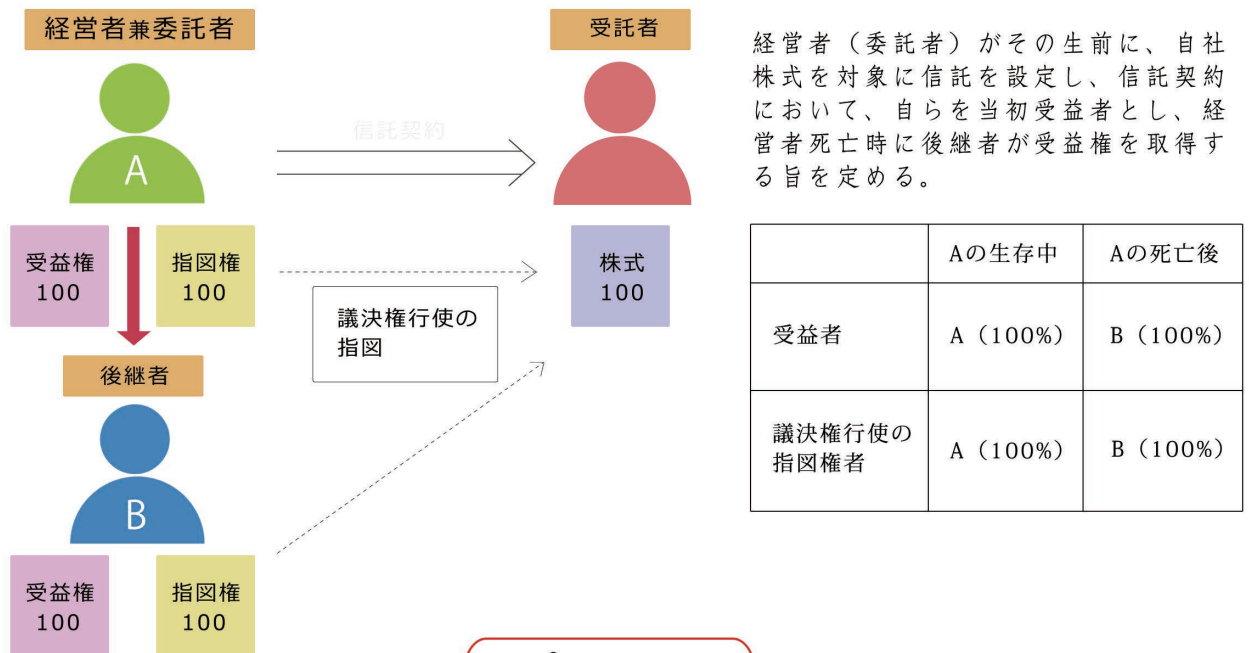 経営者兼委託者
受託者
信託契約
A
受益権
100
指図権
100
株式
100
議決権行使の
指図
後継者
B
受益権
100
指図権
100
経営者（委託者）がその生前に、自社
株式を対象に信託を設定し、信託契約
において、自らを当初受益者とし、経
営者死亡時に後継者が受益権を取得す
る旨を定める。
Aの生存中
Aの死亡後
受益者
A（100%）
B（100%）
議決権行使の
指図権者
A（100%）
B（100%）